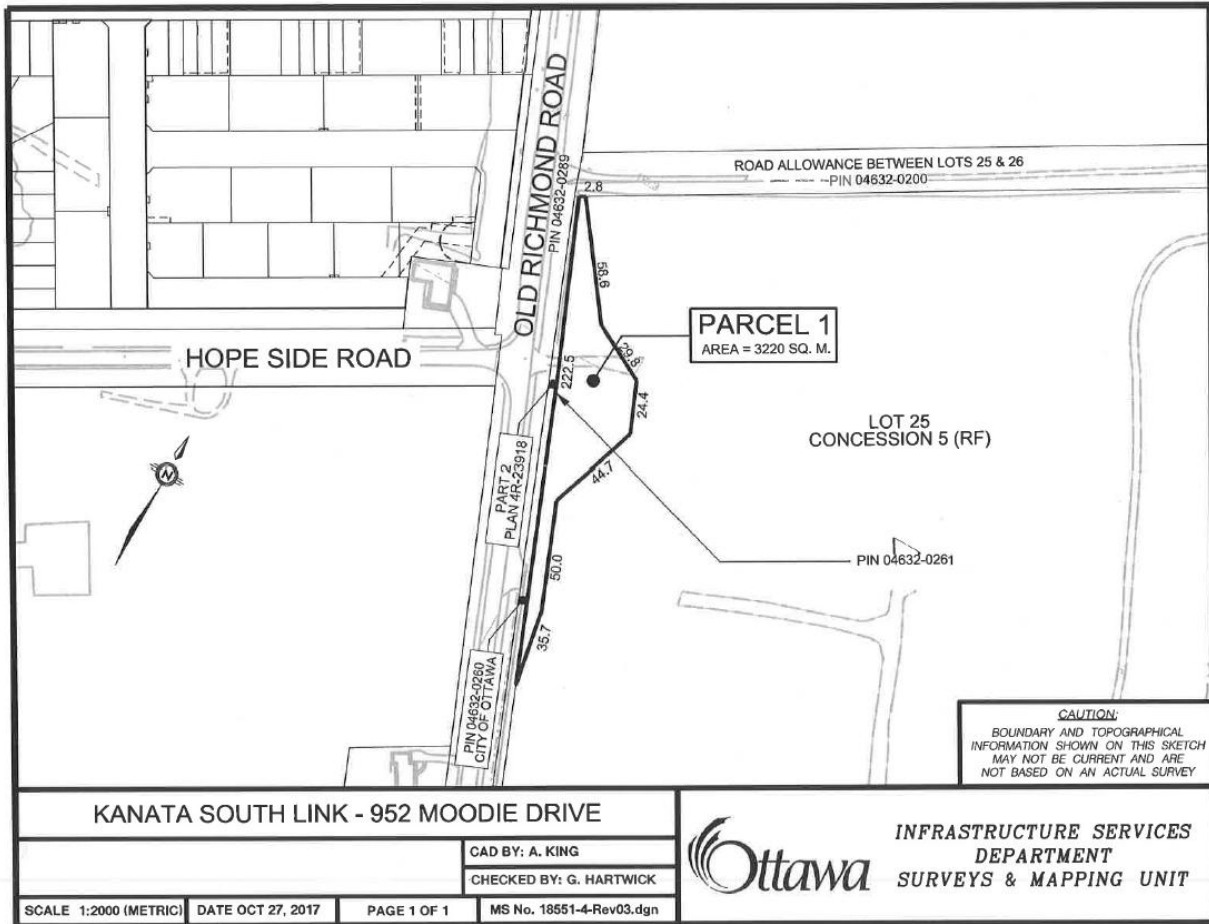 OLD RICHMOND ROAD
PIN 04632-0289
ROAD ALLOWANCE BETWEEN LOTS 25 & 26
PIN 04632-0200
2.8
58.6
PARCEL 1
AREA = 3220 SQ. M.
HOPE SIDE ROAD
29.8
222.5
24.4
LOT 25
CONCESSION 5 (RF)
N
44.7
PART 2
PLAN 4R-23918
PIN 04632-0261
50.0
35.7
PIN 04632-0260
CITY OF OTTAWA
CAUTION:
BOUNDARY AND TOPOGRAPHICAL
INFORMATION SHOWN ON THIS SKETCH
MAY NOT BE CURRENT AND ARE
NOT BASED ON AN ACTUAL SURVEY
KANATA SOUTH LINK - 952 MOODIE DRIVE
CAD BY: A. KING
CHECKED BY: G. HARTWICK
SCALE 1:2000 (METRIC)
DATE OCT 27, 2017
PAGE 1 OF 1
MS No. 18551-4-Rev03.dgn
Ottawa
INFRASTRUCTURE SERVICES
DEPARTMENT
SURVEYS & MAPPING UNIT